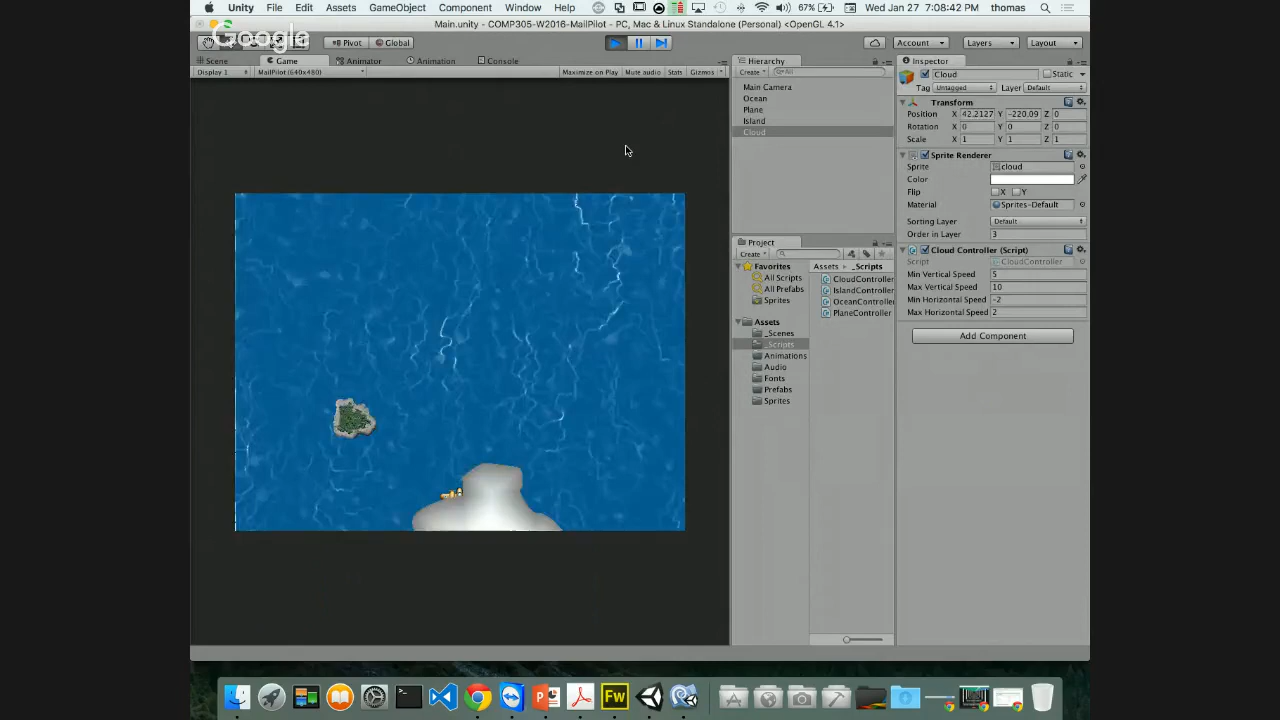 Unity File Edit Assets GameObject Component Window Help 67% Wed Jan 27 7:08:42 PM thomas
Main.unity - COMP305-W2016-MailPilot - PC, Mac & Linux Standalone (Personal) <OpenGL 4.1>
Google
Pivot Global Account Layers Layout
Scene Game Animator Animation Console
Display 1 MailPilot (640x480) Maximize on Play Mute audio Stats Gizmos
Hierarchy
Create All
Main Camera
Ocean
Plane
Island
Cloud
Project
Create
Favorites
All Scripts
All Prefabs
Sprites
Assets
_Scenes
_Scripts
Animations
Audio
Fonts
Prefabs
Sprites
Assets _Scripts
CloudController
IslandController
OceanController
PlaneController
Inspector
Cloud Static
Tag Untagged Layer Default
Transform
Position X 42.2127 Y -220.09 Z 0
Rotation X 0 Y 0 Z 0
Scale X 1 Y 1 Z 1
Sprite Renderer
Sprite cloud
Color
Flip X Y
Material Sprites-Default
Sorting Layer Default
Order in Layer 3
Cloud Controller (Script)
Script CloudController
Min Vertical Speed 5
Max Vertical Speed 10
Min Horizontal Speed -2
Max Horizontal Speed 2
Add Component
Fw